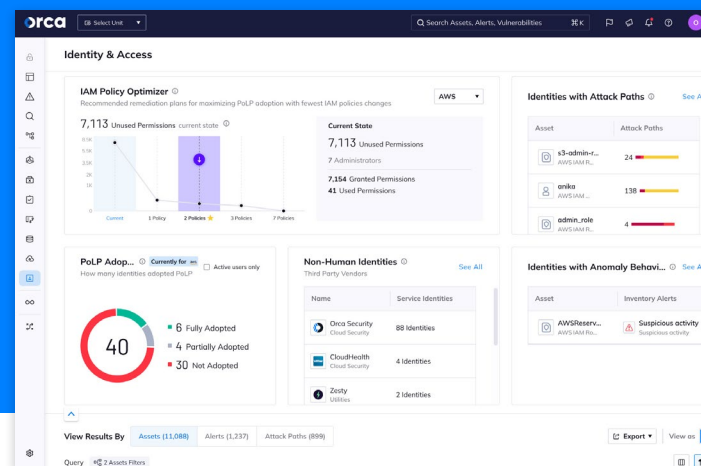 orca
Select Unit
Search Assets, Alerts, Vulnerabilities
⌘K
Identity & Access
IAM Policy Optimizer
Recommended remediation plans for maximizing PoLP adoption with fewest IAM policies changes
AWS
7,113 Unused Permissions current state
2K
1K
0
Current
1 Policy
2 Policies
3 Policies
7 Policies
Current State
7,113 Unused Permissions
7 Administrators
7,154 Granted Permissions
41 Used Permissions
Identities with Attack Paths
See A
Asset
Attack Paths
s3-admin-r...
AWS IAM R...
24
anika
AWS IAM ...
138
admin_role
AWS IAM R...
4
PoLP Adop...
Currently for
Active users only
How many identities adopted PoLP
40
6 Fully Adopted
4 Partially Adopted
30 Not Adopted
Non-Human Identities
Third Party Vendors
See All
Name
Service Identities
Orca Security
Cloud Security
88 Identities
CloudHealth
Cloud Security
4 Identities
Zesty
Utilities
2 Identities
Identities with Anomaly Behavi...
See A
Asset
Inventory Alerts
AWSReserv...
AWS IAM Ro...
Suspicious activity
Suspicious activity
View Results By
Assets (11,088)
Alerts (1,237)
Attack Paths (899)
Export
View as
Query
2 Assets Filters